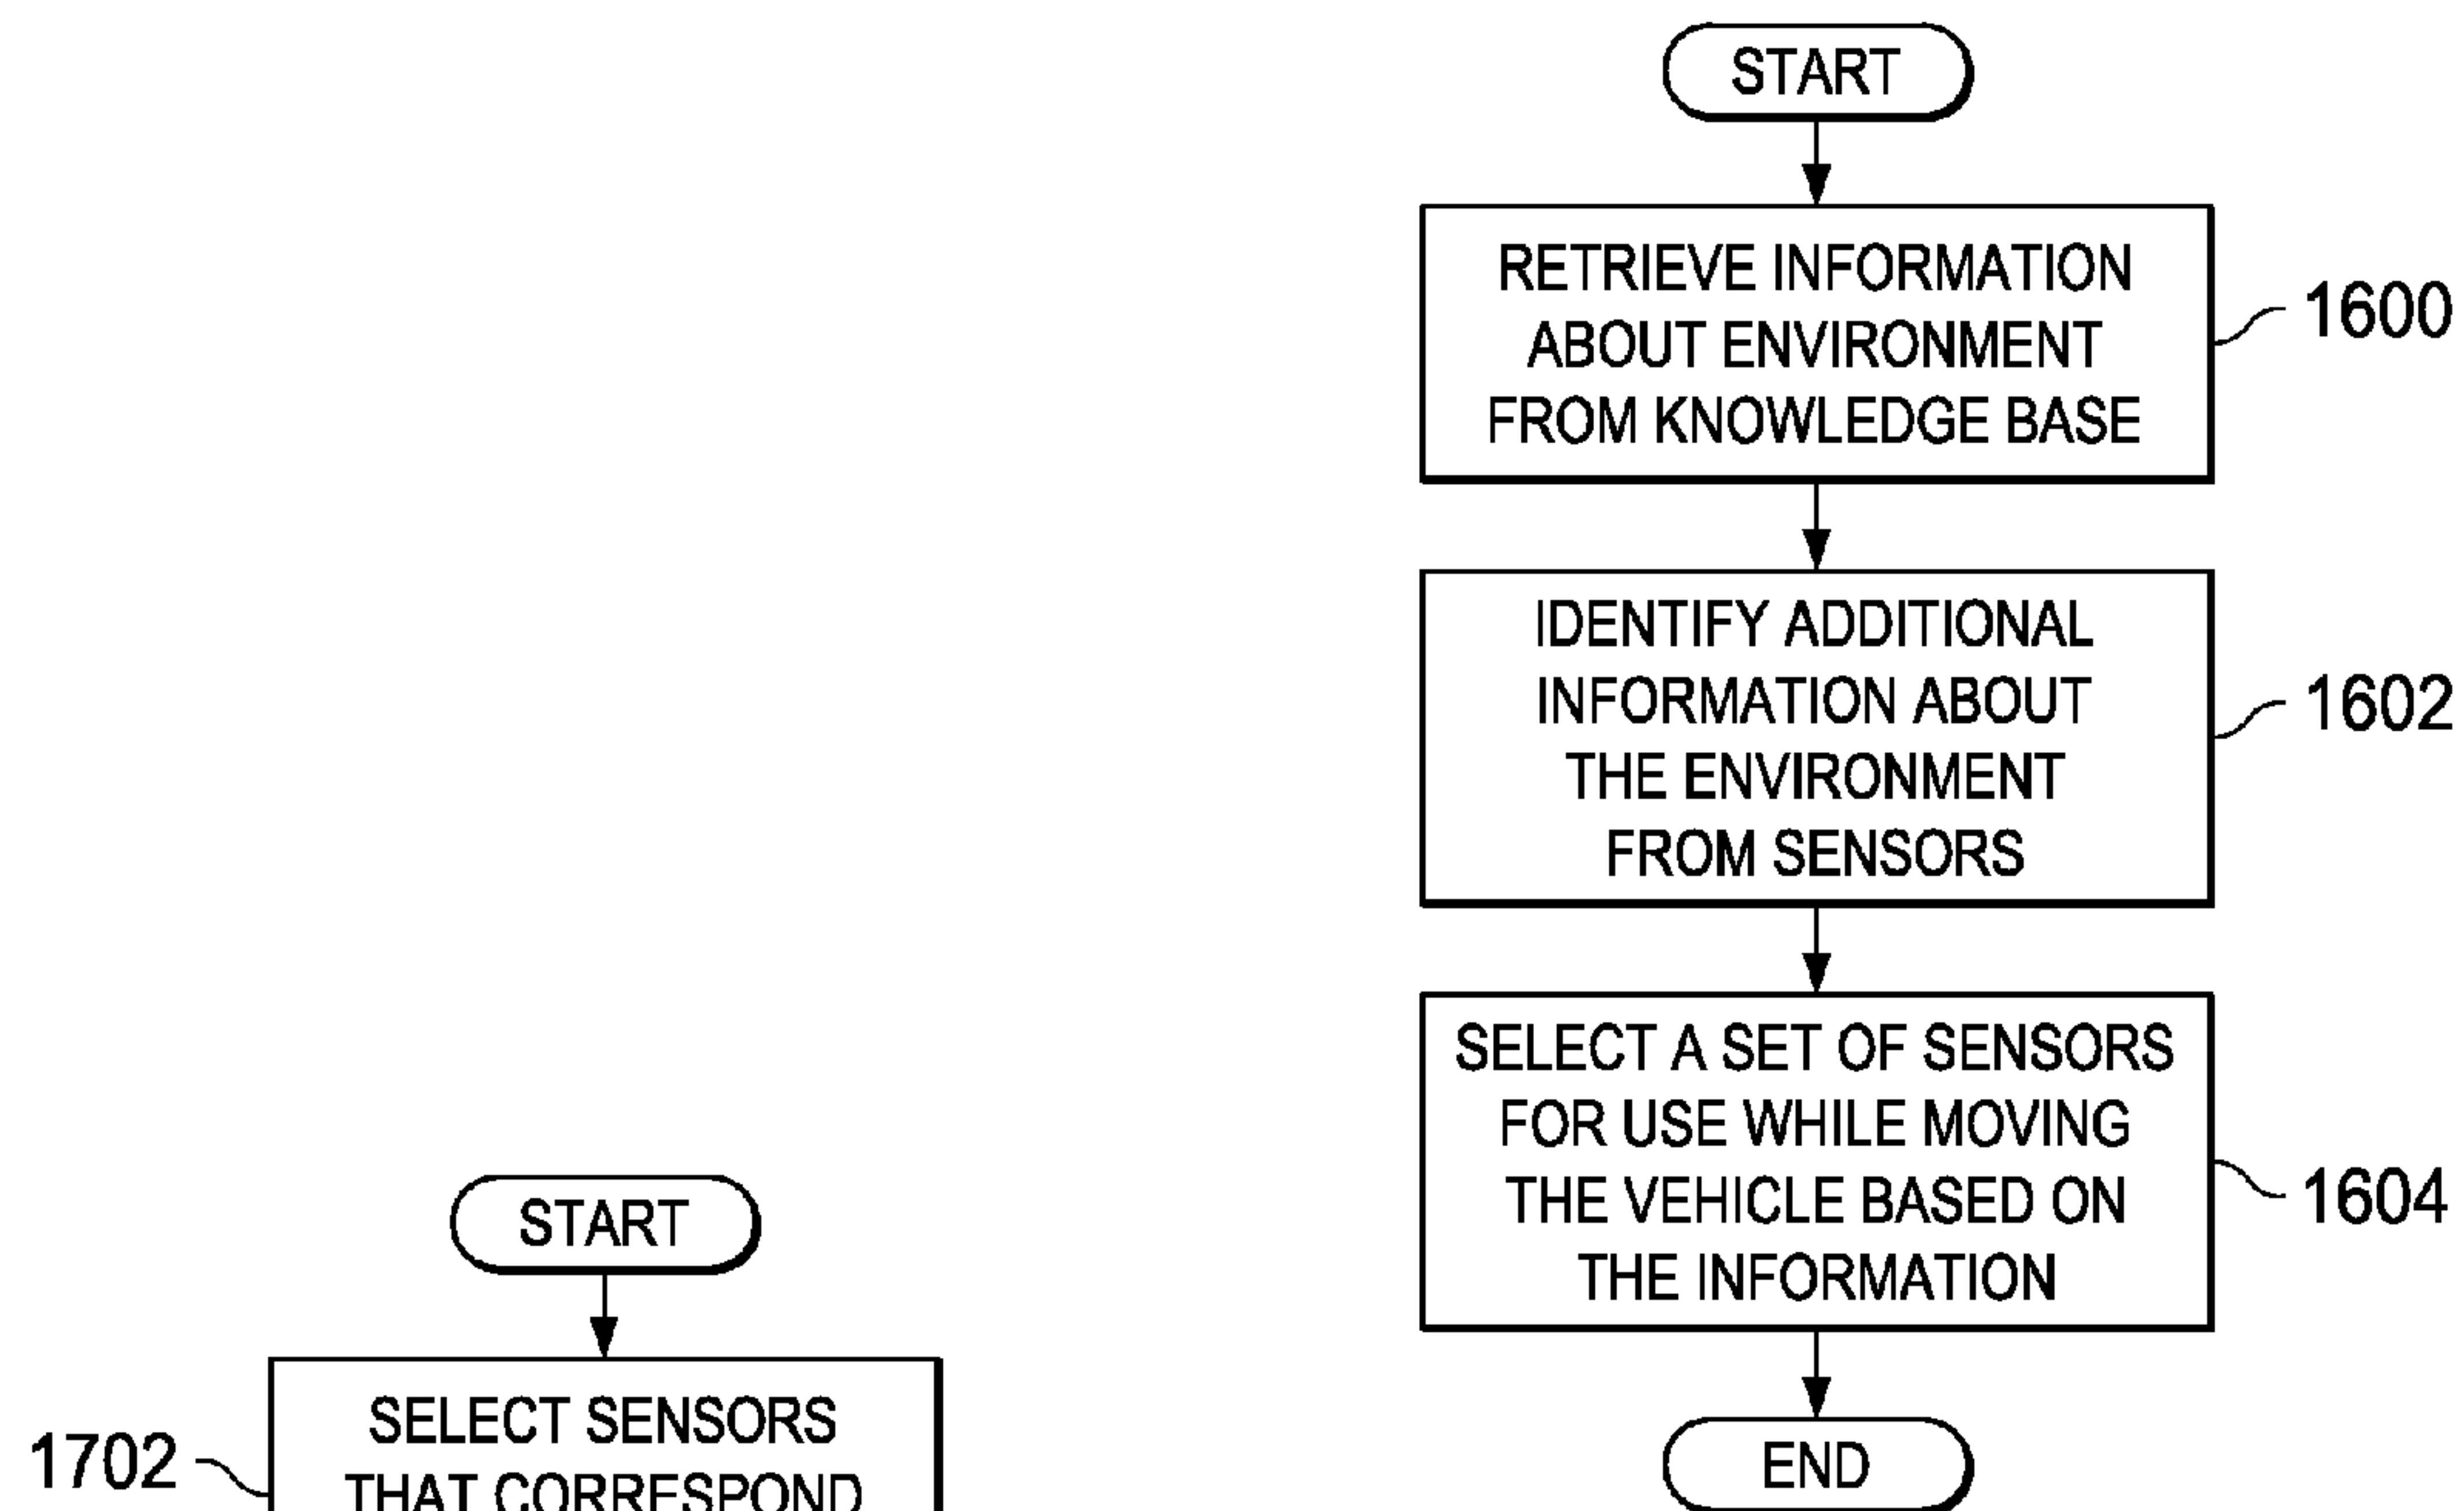 START
RETRIEVE INFORMATION
ABOUT ENVIRONMENT
FROM KNOWLEDGE BASE
1600
IDENTIFY ADDITIONAL
INFORMATION ABOUT
THE ENVIRONMENT
FROM SENSORS
1602
SELECT A SET OF SENSORS
FOR USE WHILE MOVING
THE VEHICLE BASED ON
THE INFORMATION
1604
END
START
1702
SELECT SENSORS
THAT CORRESPOND